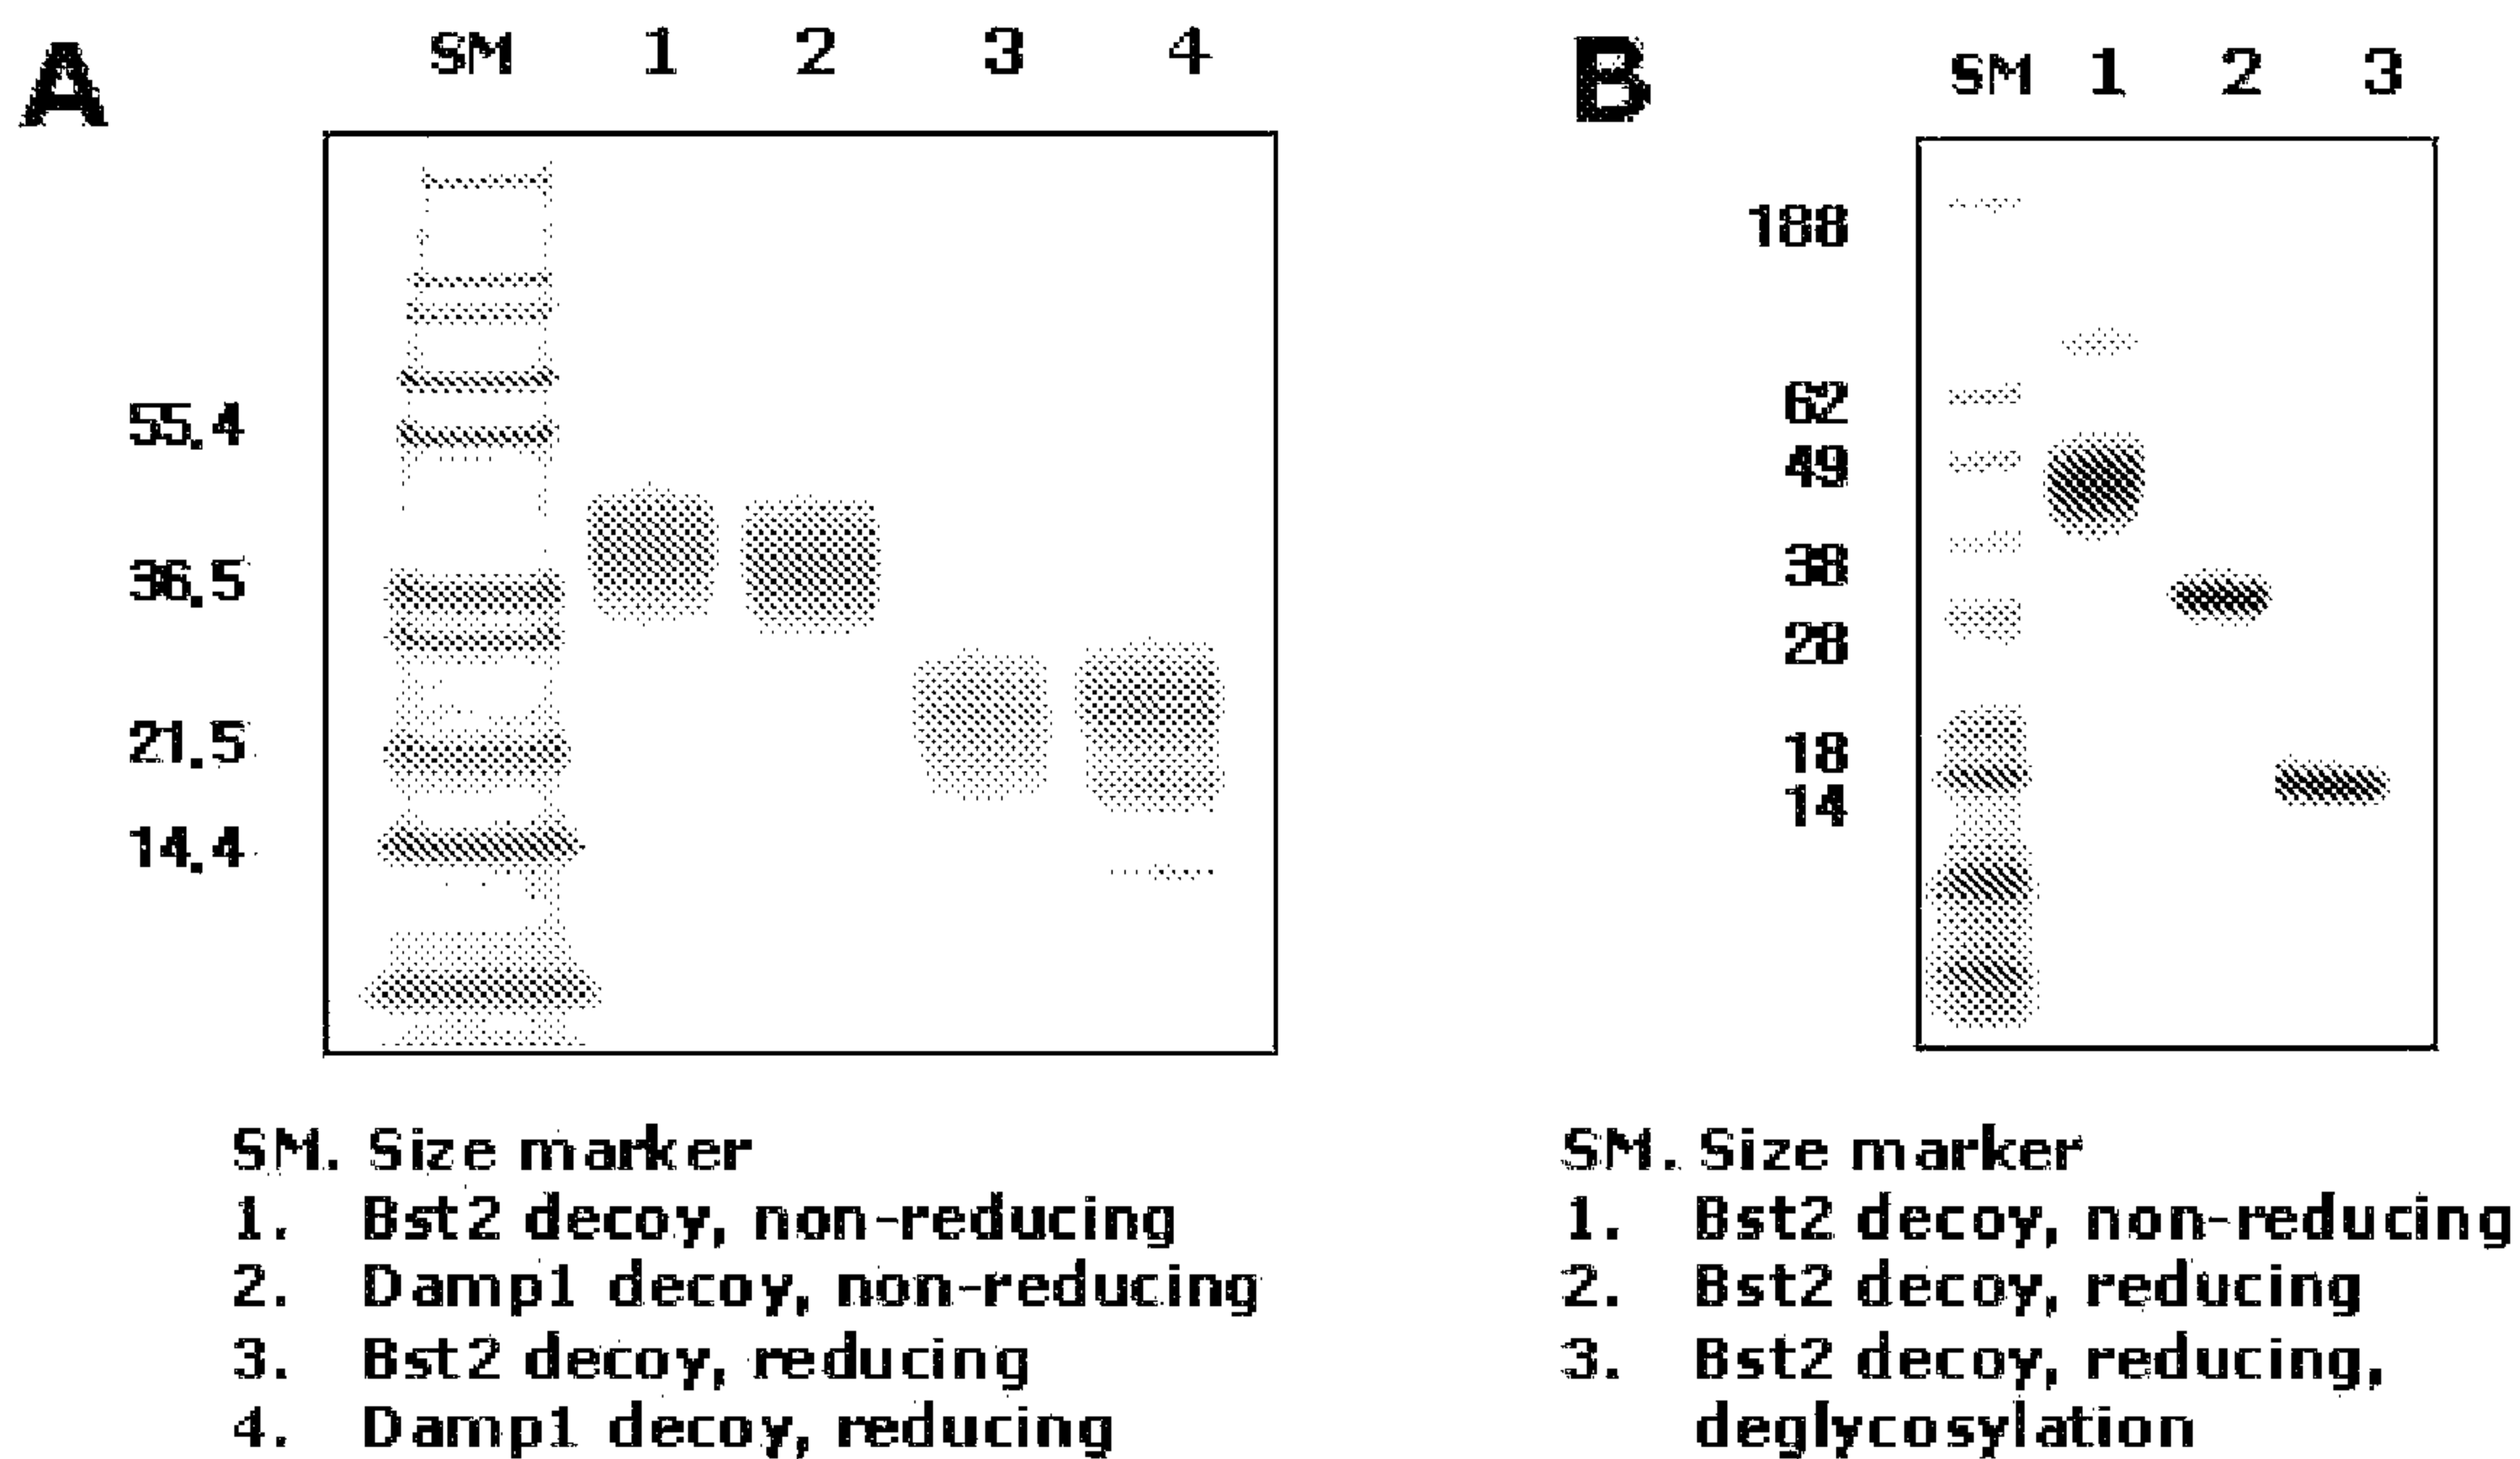 A
SM 1 2 3 4
55.4
36.5
21.5
14.4
SM. Size marker
1. Bst2 decoy, non-reducing
2. Damp1 decoy, non-reducing
3. Bst2 decoy, reducing
4. Damp1 decoy, reducing
B
SM 1 2 3
188
62
49
38
28
18
14
SM. Size marker
1. Bst2 decoy, non-reducing
2. Bst2 decoy, reducing
3. Bst2 decoy, reducing,
deglycosylation